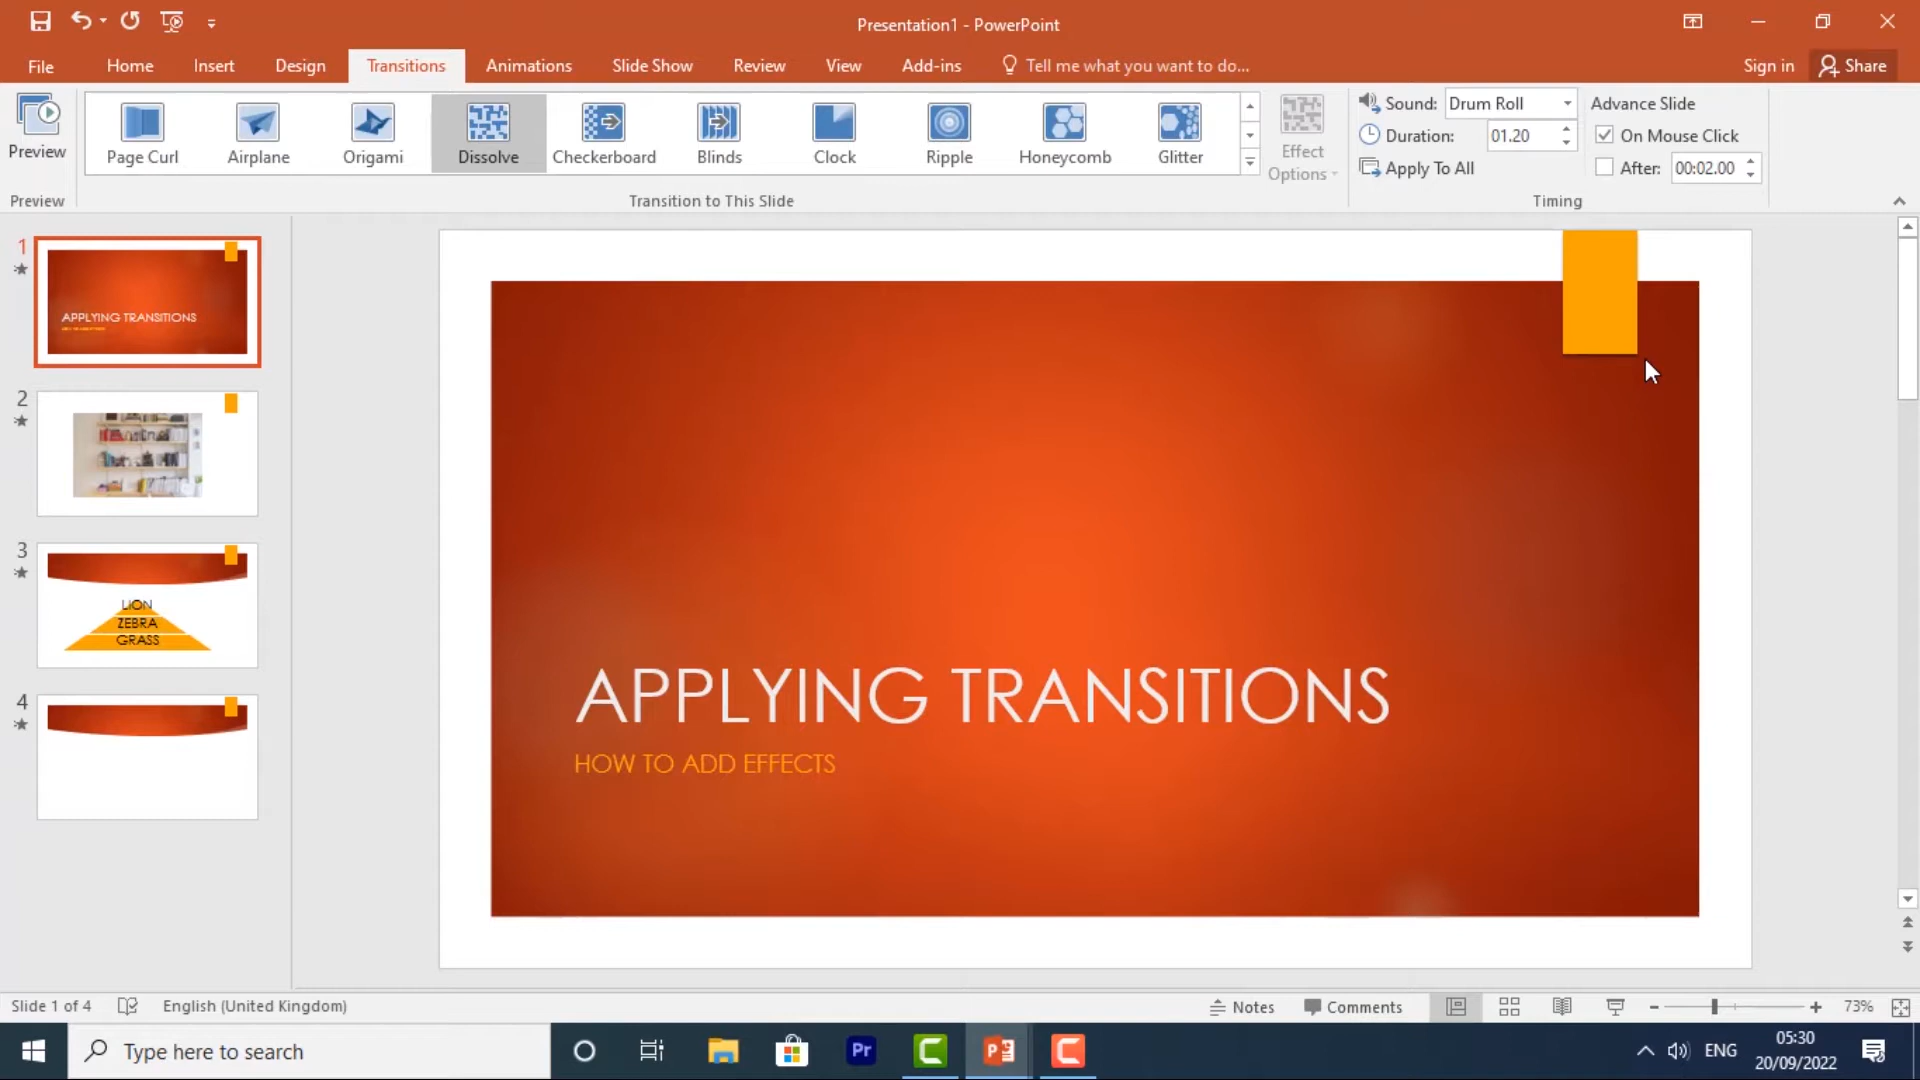 Presentation1 - PowerPoint
File Home Insert Design Transitions Animations Slide Show Review View Add-ins Tell me what you want to do... Sign in Share
Preview
Page Curl Airplane Origami Dissolve Checkerboard Blinds Clock Ripple Honeycomb Glitter
Effect Options
Sound: Drum Roll
Duration: 01.20
Apply To All
Advance Slide
On Mouse Click
After: 00:02.00
Preview Transition to This Slide Timing
1
APPLYING TRANSITIONS
2
3
LION
ZEBRA
GRASS
4
APPLYING TRANSITIONS
HOW TO ADD EFFECTS
Slide 1 of 4 English (United Kingdom) Notes Comments 73%
Type here to search
Pr
ENG
05:30
20/09/2022